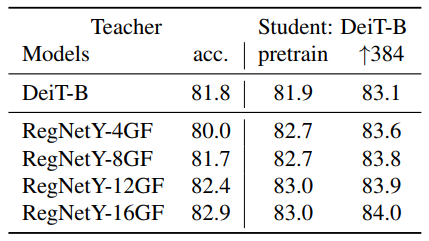 Teacher Student: DeiT-B
Models acc. pretrain ↑384
DeiT-B 81.8 81.9 83.1
RegNetY-4GF 80.0 82.7 83.6
RegNetY-8GF 81.7 82.7 83.8
RegNetY-12GF 82.4 83.0 83.9
RegNetY-16GF 82.9 83.0 84.0